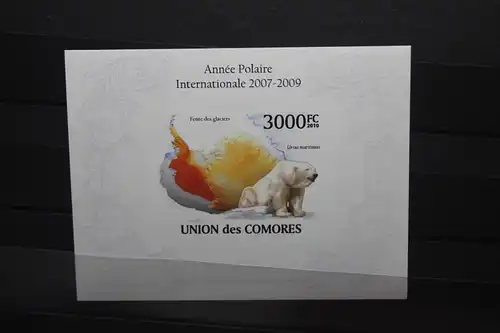 Année Polaire
Internationale 2007-2009
Fonte des glaciers
3000FC
2010
Ursus maritimus
UNION des COMORES